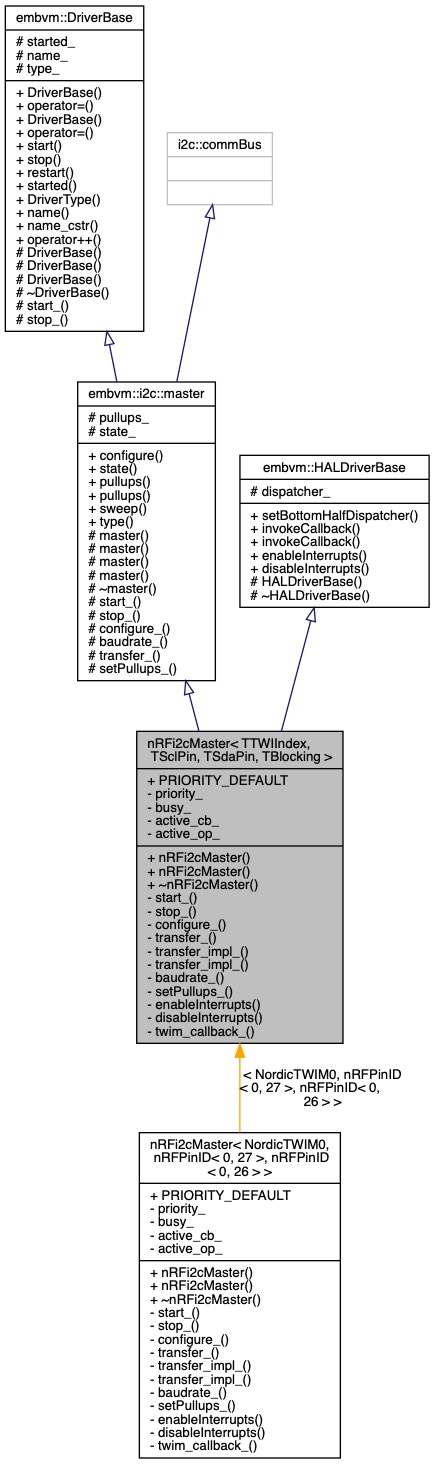 embvm::DriverBase
# started_
# name_
# type_
+ DriverBase()
+ operator=()
+ DriverBase()
+ operator=()
+ start()
+ stop()
+ restart()
+ started()
+ DriverType()
+ name()
+ name_cstr()
+ operator++()
# DriverBase()
# DriverBase()
# DriverBase()
# ~DriverBase()
# start_()
# stop_()
i2c::commBus
embvm::i2c::master
# pullups_
# state_
+ configure()
+ state()
+ pullups()
+ pullups()
+ sweep()
+ type()
# master()
# master()
# master()
# master()
# ~master()
# start_()
# stop_()
# configure_()
# baudrate_()
# transfer_()
# setPullups_()
embvm::HALDriverBase
# dispatcher_
+ setBottomHalfDispatcher()
+ invokeCallback()
+ invokeCallback()
+ enableInterrupts()
+ disableInterrupts()
# HALDriverBase()
# ~HALDriverBase()
nRFi2cMaster< TTWIIndex,
TSclPin, TSdaPin, TBlocking >
+ PRIORITY_DEFAULT
- priority_
- busy_
- active_cb_
- active_op_
+ nRFi2cMaster()
+ nRFi2cMaster()
+ ~nRFi2cMaster()
- start_()
- stop_()
- configure_()
- transfer_()
- transfer_impl_()
- transfer_impl_()
- baudrate_()
- setPullups_()
- enableInterrupts()
- disableInterrupts()
- twim_callback_()
< NordicTWIM0, nRFPinID
< 0, 27 >, nRFPinID< 0,
26 > >
nRFi2cMaster< NordicTWIM0,
nRFPinID< 0, 27 >, nRFPinID
< 0, 26 > >
+ PRIORITY_DEFAULT
- priority_
- busy_
- active_cb_
- active_op_
+ nRFi2cMaster()
+ nRFi2cMaster()
+ ~nRFi2cMaster()
- start_()
- stop_()
- configure_()
- transfer_()
- transfer_impl_()
- transfer_impl_()
- baudrate_()
- setPullups_()
- enableInterrupts()
- disableInterrupts()
- twim_callback_()